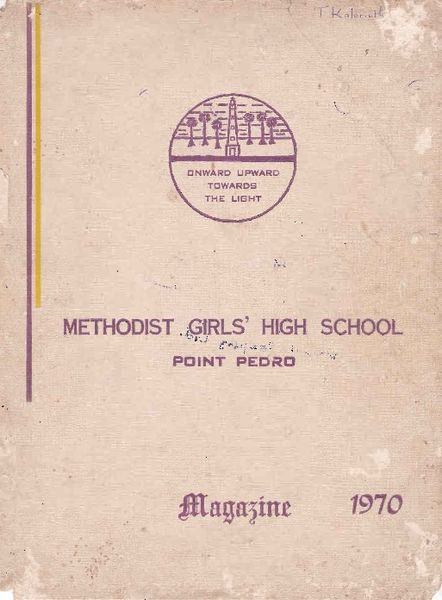 ONWARD UPWARD
TOWARDS
THE LIGHT
METHODIST GIRLS' HIGH SCHOOL
POINT PEDRO
Magazine 1970